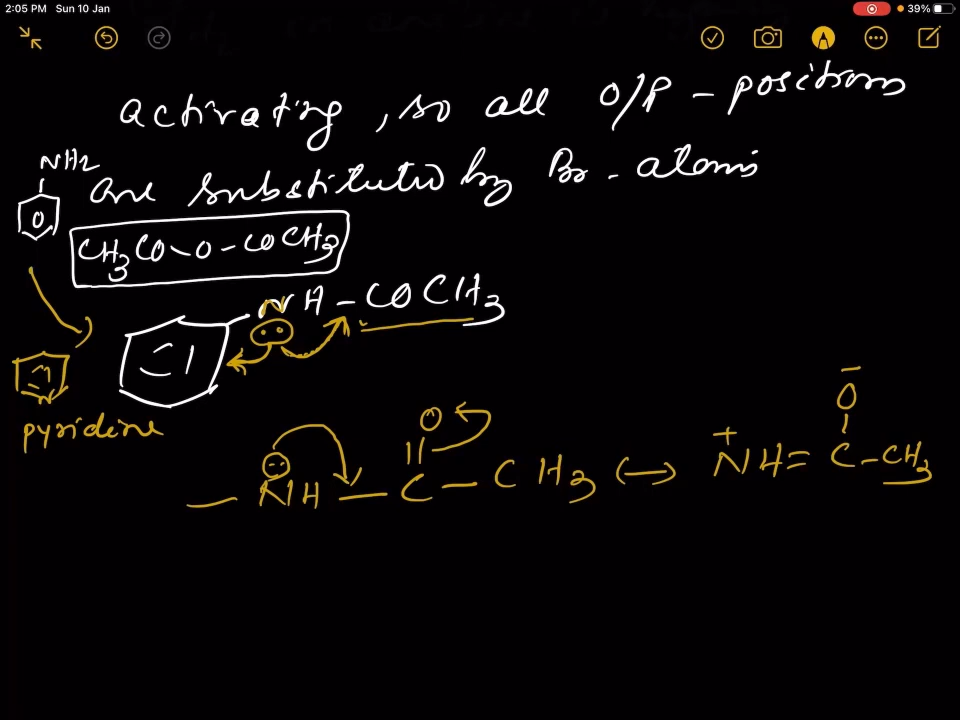 2:05 PM Sun 10 Jan
39%
activating, so all O/P - positions
NH2
are substituted by Br - atoms
CH3CO-O-COCH3
NH-COCH3
N
pyridine
O
-NH-C-CH3 ↔ +NH=C-CH3
O-